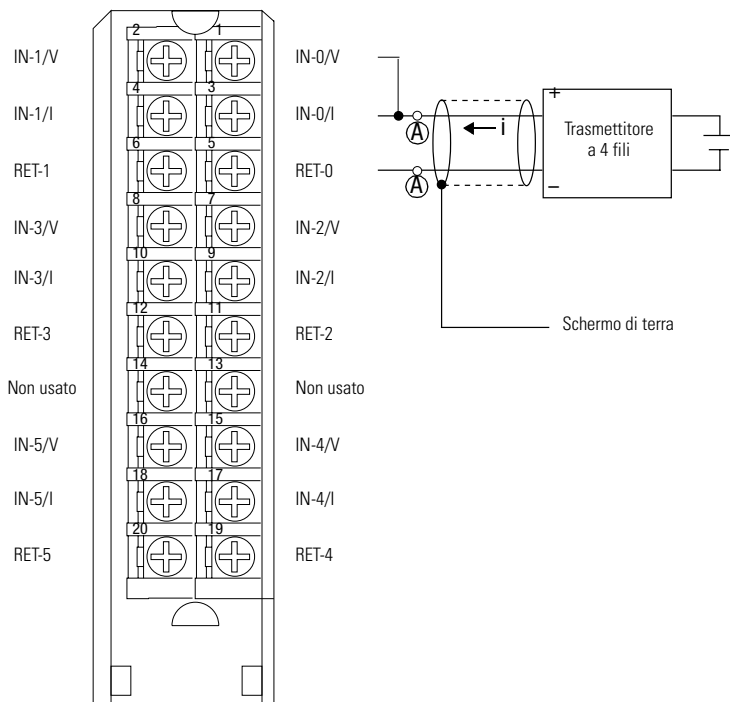 2 1
IN-1/V IN-0/V
4 3
IN-1/I IN-0/I
6 5
RET-1 RET-0
8 7
IN-3/V IN-2/V
10 9
IN-3/I IN-2/I
12 11
RET-3 RET-2
14 13
Non usato Non usato
16 15
IN-5/V IN-4/V
18 17
IN-5/I IN-4/I
20 19
RET-5 RET-4
+
A i
Trasmettitore
a 4 fili
A
–
Schermo di terra